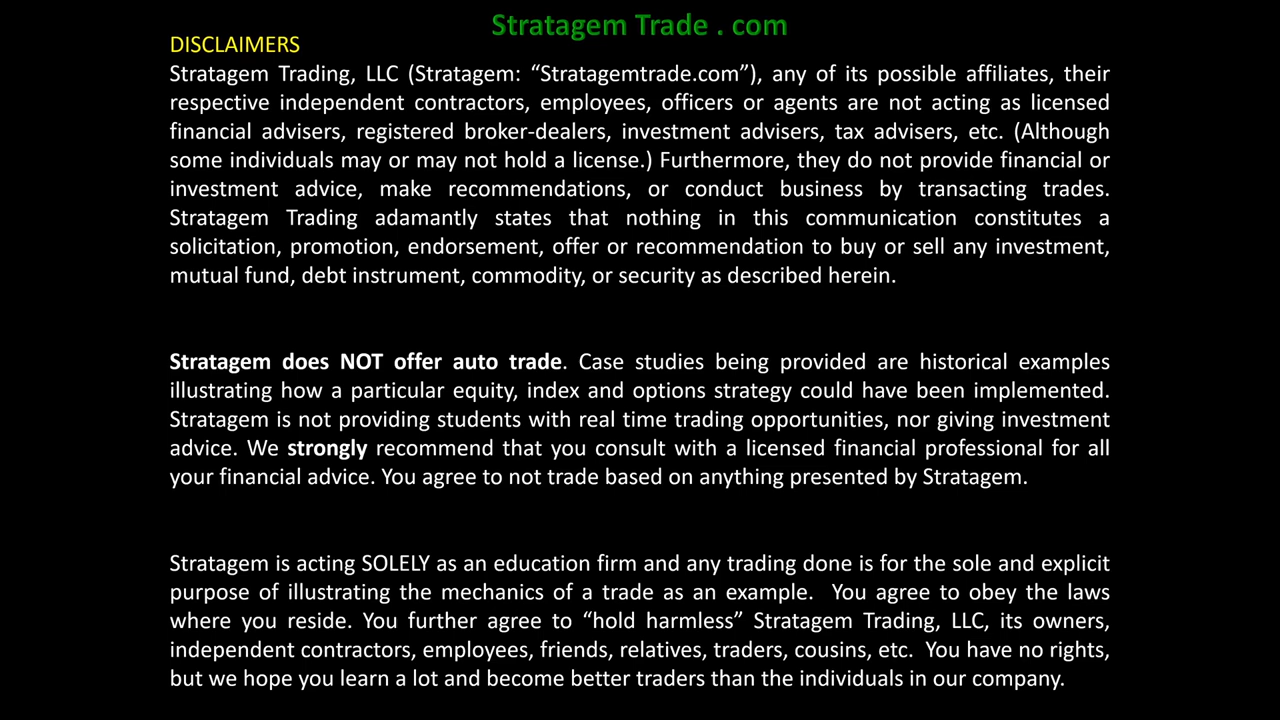 Stratagem Trade . com
DISCLAIMERS
Stratagem Trading, LLC (Stratagem: “Stratagemtrade.com”), any of its possible affiliates, their
respective independent contractors, employees, officers or agents are not acting as licensed
financial advisers, registered broker-dealers, investment advisers, tax advisers, etc. (Although
some individuals may or may not hold a license.) Furthermore, they do not provide financial or
investment advice, make recommendations, or conduct business by transacting trades.
Stratagem Trading adamantly states that nothing in this communication constitutes a
solicitation, promotion, endorsement, offer or recommendation to buy or sell any investment,
mutual fund, debt instrument, commodity, or security as described herein.
Stratagem does NOT offer auto trade. Case studies being provided are historical examples
illustrating how a particular equity, index and options strategy could have been implemented.
Stratagem is not providing students with real time trading opportunities, nor giving investment
advice. We strongly recommend that you consult with a licensed financial professional for all
your financial advice. You agree to not trade based on anything presented by Stratagem.
Stratagem is acting SOLELY as an education firm and any trading done is for the sole and explicit
purpose of illustrating the mechanics of a trade as an example.  You agree to obey the laws
where you reside. You further agree to “hold harmless” Stratagem Trading, LLC, its owners,
independent contractors, employees, friends, relatives, traders, cousins, etc.  You have no rights,
but we hope you learn a lot and become better traders than the individuals in our company.